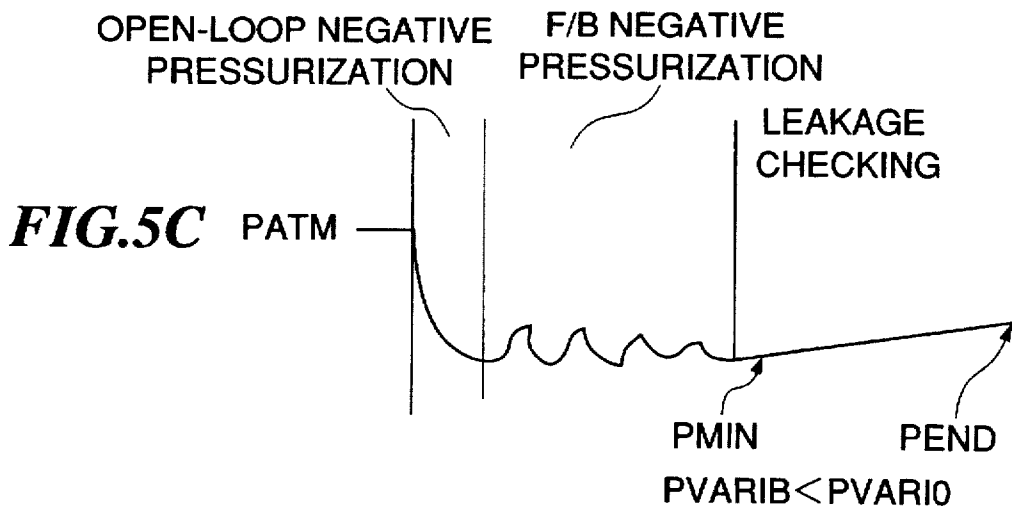 OPEN-LOOP NEGATIVE
PRESSURIZATION
F/B NEGATIVE
PRESSURIZATION
LEAKAGE
CHECKING
FIG.5C
PATM
PMIN
PEND
PVARIB<PVARI0